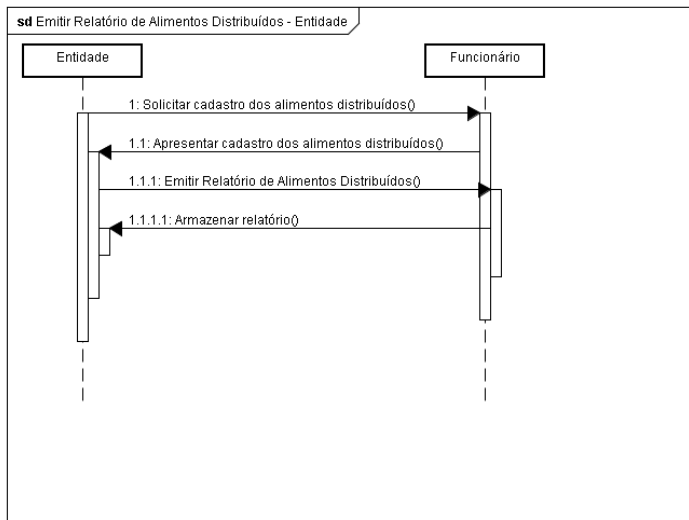 sd Emitir Relatório de Alimentos Distribuídos - Entidade
Entidade
Funcionário
1: Solicitar cadastro dos alimentos distribuídos()
1.1: Apresentar cadastro dos alimentos distribuídos()
1.1.1: Emitir Relatório de Alimentos Distribuídos()
1.1.1.1: Armazenar relatório()